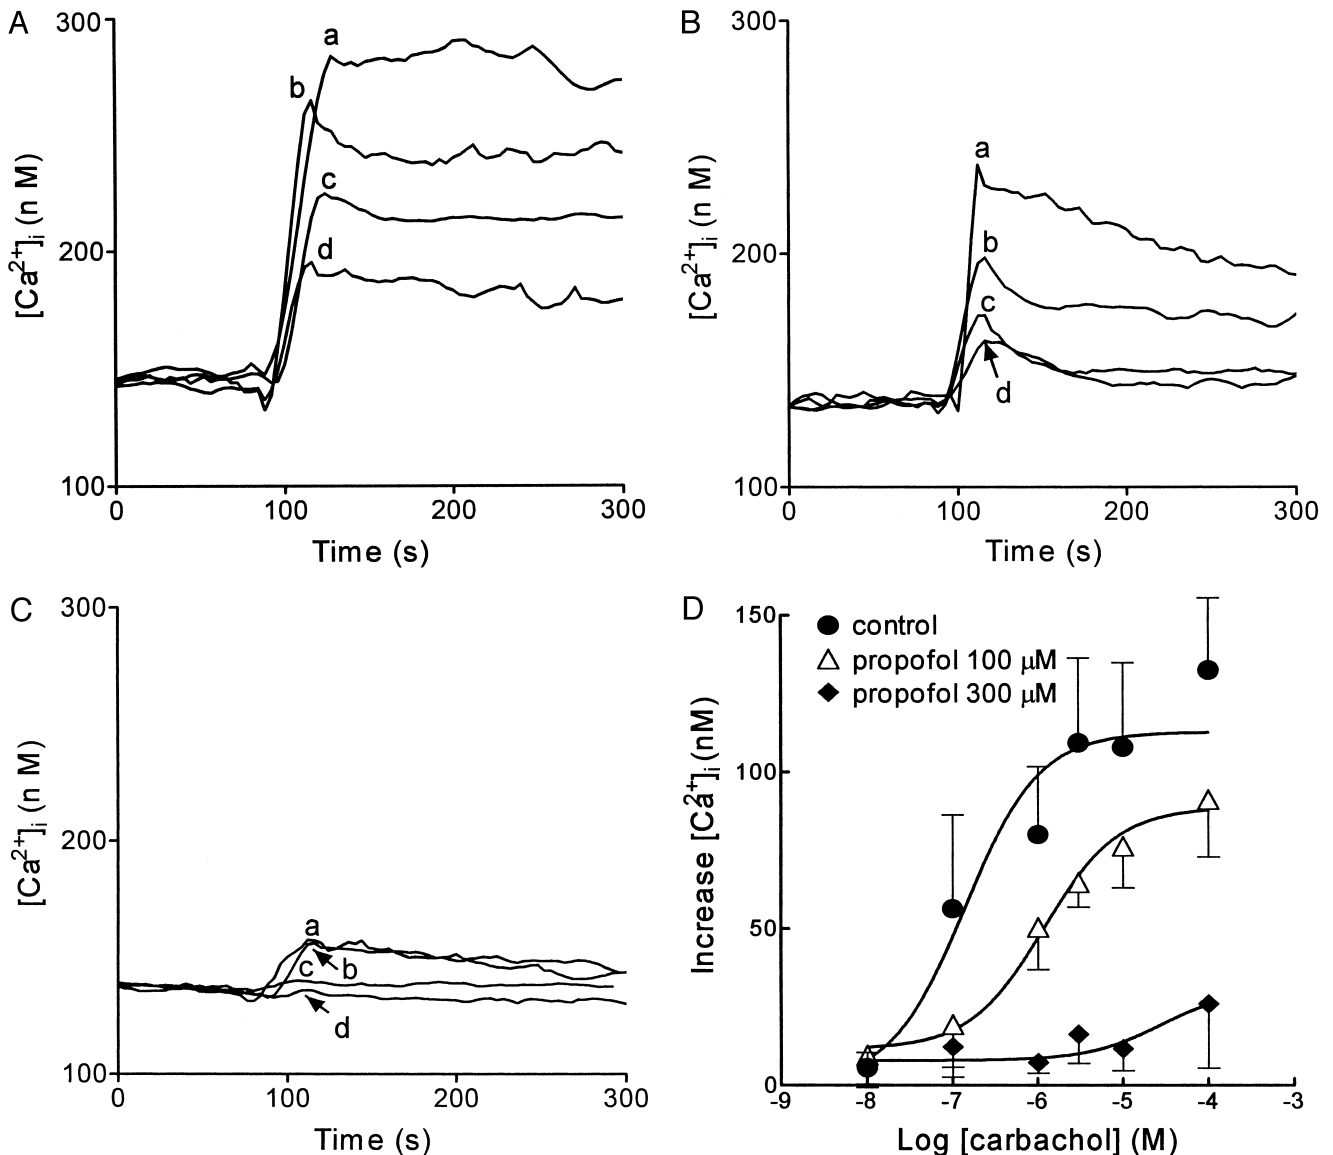 A
300
200
100
[Ca²⁺]ᵢ (n M)
a
b
c
d
0 100 200 300
Time (s)
B
300
200
100
[Ca²⁺]ᵢ (n M)
a
b
c
d
0 100 200 300
Time (s)
C
300
200
100
[Ca²⁺]ᵢ (n M)
a
b
c
d
0 100 200 300
Time (s)
D
150
100
50
0
Increase [Ca²⁺]ᵢ (nM)
control
propofol 100 μM
propofol 300 μM
-9 -8 -7 -6 -5 -4 -3
Log [carbachol] (M)